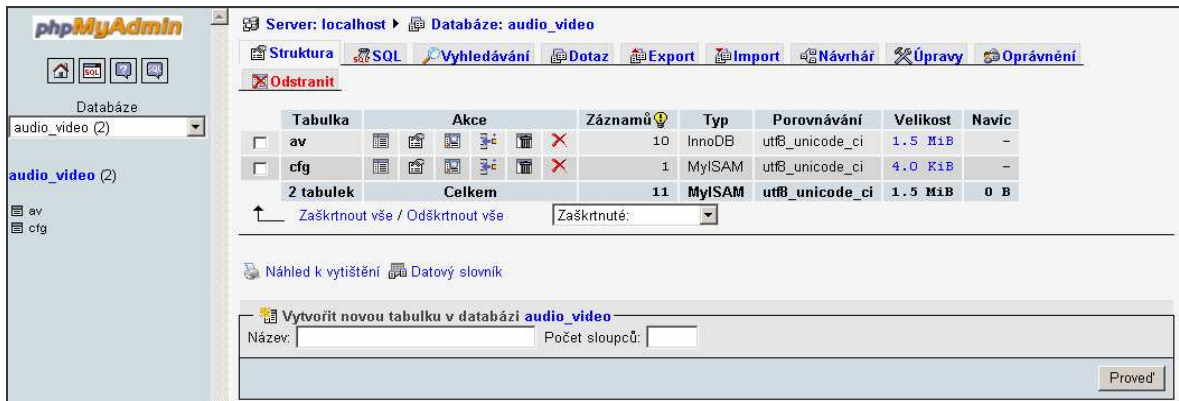 phpMyAdmin
SQL
Databáze
audio_video (2)
audio_video (2)
av
cfg
Server: localhost Databáze: audio_video
Struktura SQL Vyhledávání Dotaz Export Import Návrhář Úpravy Oprávnění
Odstranit
Tabulka Akce Záznamů Typ Porovnávání Velikost Navíc
av 10 InnoDB utf8_unicode_ci 1.5 MiB -
cfg 1 MyISAM utf8_unicode_ci 4.0 KiB -
2 tabulek Celkem 11 MyISAM utf8_unicode_ci 1.5 MiB 0 B
Zaškrtnout vše / Odškrtnout vše Zaškrtnuté:
Náhled k vytištění Datový slovník
Vytvořit novou tabulku v databázi audio_video
Název: Počet sloupců:
Proveď